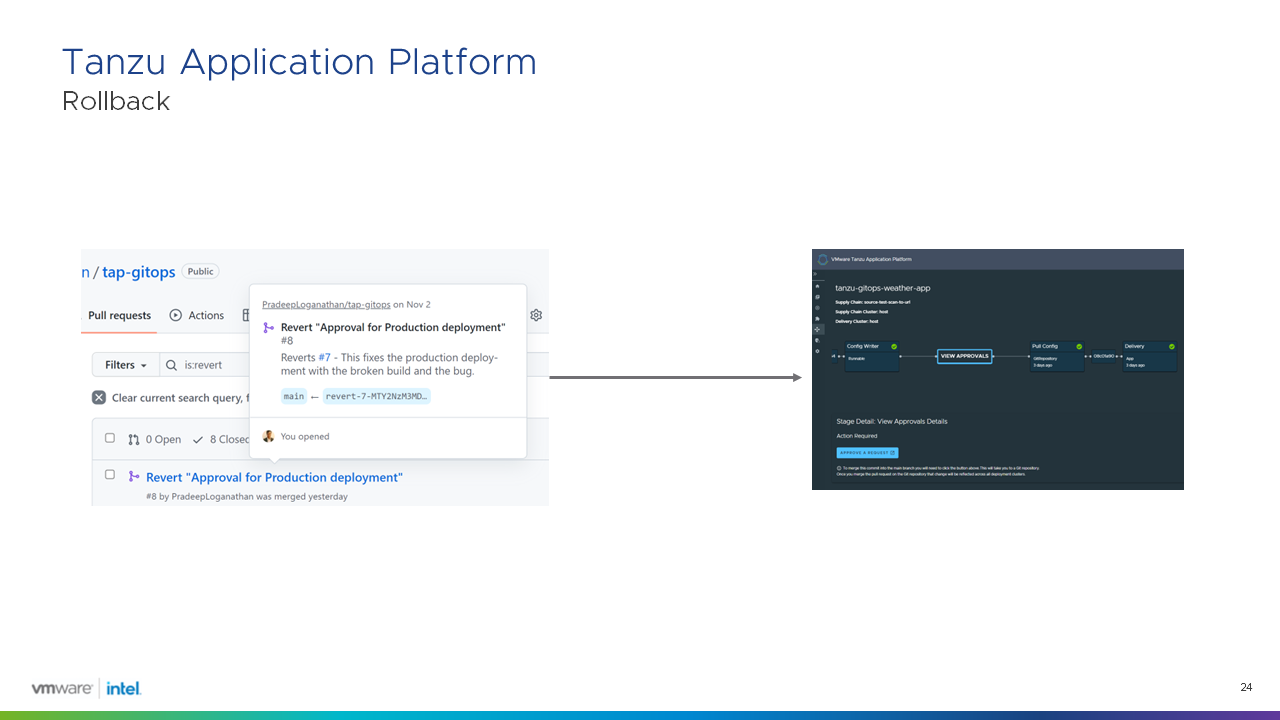 Tanzu Application Platform
Rollback
n / tap-gitops Public
Pull requests Actions
PradeepLoganathan/tap-gitops on Nov 2
Revert "Approval for Production deployment"
#8
Reverts #7 - This fixes the production deploy-
ment with the broken build and the bug.
main ← revert-7-MTY2NzM3MD…
You opened
Filters is:revert
Clear current search query, f
0 Open 8 Closed
Revert "Approval for Production deployment"
#8 by PradeepLoganathan was merged yesterday
VMware Tanzu Application Platform
tanzu-gitops-weather-app
Supply Chain: source-test-scan-to-url
Supply Chain Cluster: host
Delivery Cluster: host
Config Writer
Runnable
VIEW APPROVALS
Pull Config
GitRepository
3 days ago
Delivery
App
3 days ago
Stage Detail: View Approvals Details
Action Required
APPROVE A REQUEST
To merge this commit into the main branch you will need to click the button above. This will take you to a Git repository.
Once you merge the pull request on the Git repository that change will be reflected across all deployment clusters.
vmware intel.
24